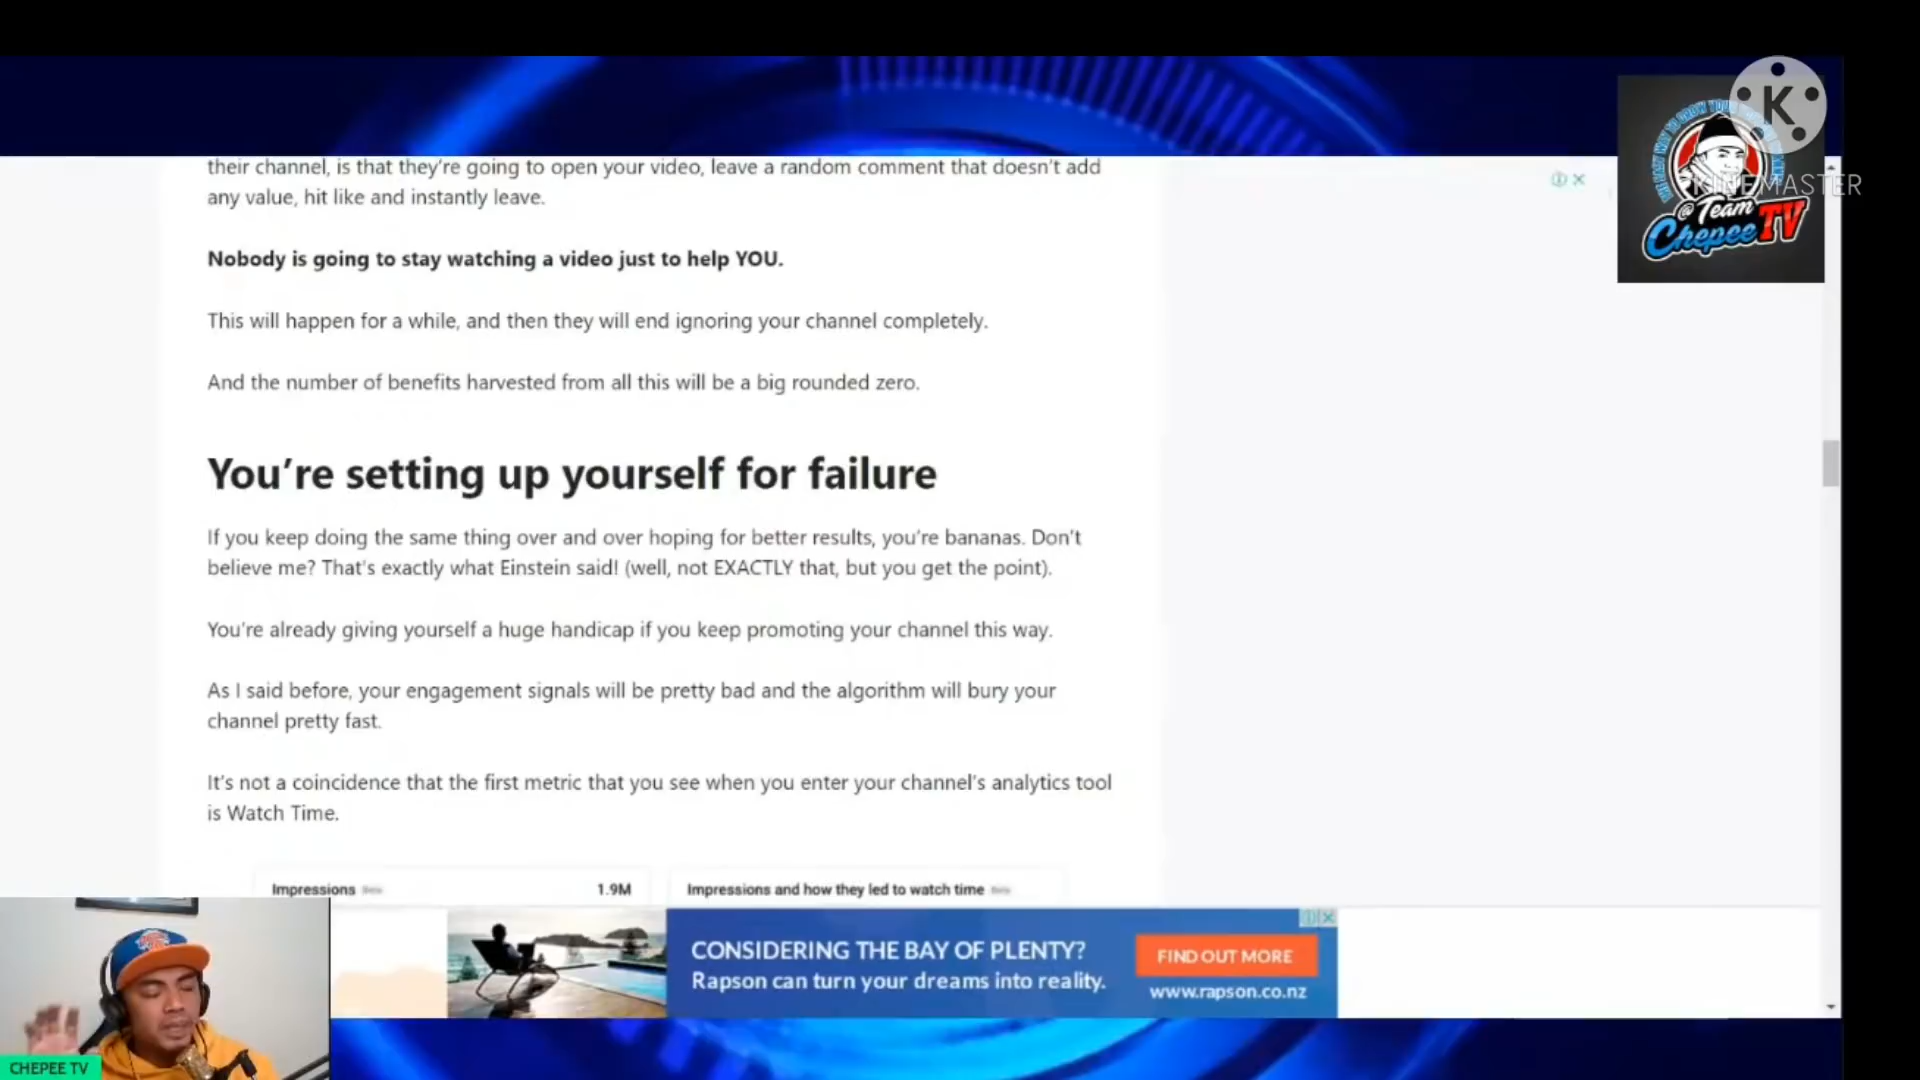 KINEMASTER
@ Team
Chepee TV
their channel, is that they're going to open your video, leave a random comment that doesn't add
any value, hit like and instantly leave.
Nobody is going to stay watching a video just to help YOU.
This will happen for a while, and then they will end ignoring your channel completely.
And the number of benefits harvested from all this will be a big rounded zero.
You're setting up yourself for failure
If you keep doing the same thing over and over hoping for better results, you're bananas. Don't
believe me? That's exactly what Einstein said! (well, not EXACTLY that, but you get the point).
You're already giving yourself a huge handicap if you keep promoting your channel this way.
As I said before, your engagement signals will be pretty bad and the algorithm will bury your
channel pretty fast.
It's not a coincidence that the first metric that you see when you enter your channel's analytics tool
is Watch Time.
Impressions 1.9M
Impressions and how they led to watch time
CONSIDERING THE BAY OF PLENTY?
Rapson can turn your dreams into reality.
FIND OUT MORE
www.rapson.co.nz
CHEPEE TV